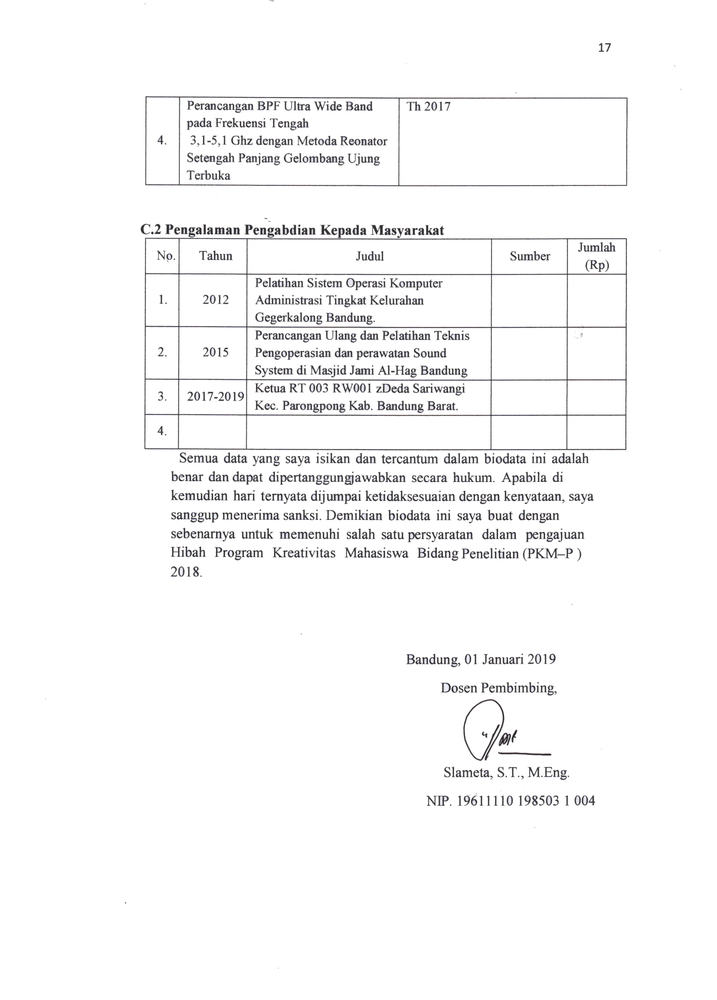 17
Perancangan BPF Ultra Wide Band
Th 2017
pada Frekuensi Tengah
4.
3,1-5,1 Ghz dengan Metoda Reonator
Setengah Panjang Gelombang Ujung
Terbuka
C.2 Pengalaman Pengabdian Kepada Masyarakat
No.
Tahun
Judul
Sumber
Jumlah
(Rp)
1.
2012
Pelatihan Sistem Operasi Komputer
Administrasi Tingkat Kelurahan
Gegerkalong Bandung.
2.
2015
Perancangan Ulang dan Pelatihan Teknis
Pengoperasian dan perawatan Sound
System di Masjid Jami Al-Hag Bandung
3.
2017-2019
Ketua RT 003 RW001 zDeda Sariwangi
Kec. Parongpong Kab. Bandung Barat.
4.
Semua data yang saya isikan dan tercantum dalam biodata ini adalah
benar dan dapat dipertanggungjawabkan secara hukum. Apabila di
kemudian hari ternyata dijumpai ketidaksesuaian dengan kenyataan, saya
sanggup menerima sanksi. Demikian biodata ini saya buat dengan
sebenarnya untuk memenuhi salah satu persyaratan dalam pengajuan
Hibah Program Kreativitas Mahasiswa Bidang Penelitian (PKM–P )
2018.
Bandung, 01 Januari 2019
Dosen Pembimbing,
Slameta, S.T., M.Eng.
NIP. 19611110 198503 1 004